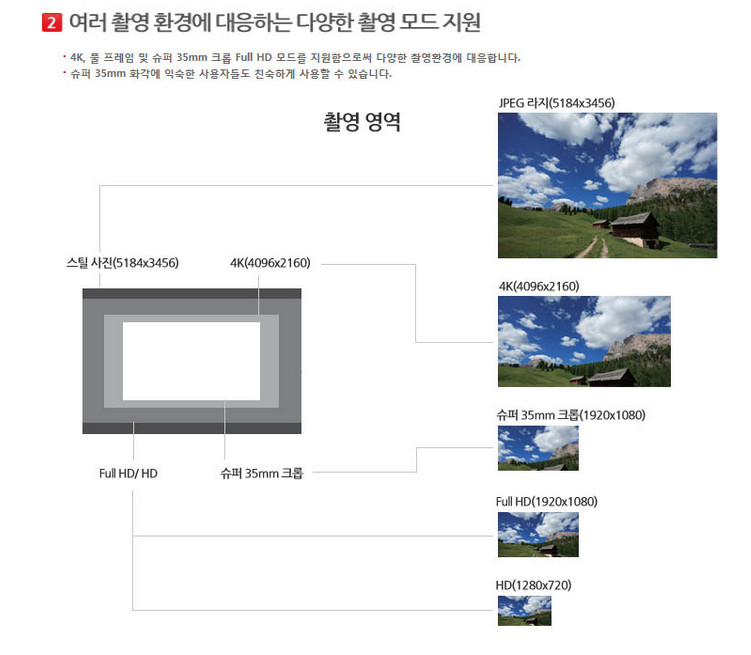 2 여러 촬영 환경에 대응하는 다양한 촬영 모드 지원
· 4K, 풀 프레임 및 슈퍼 35mm 크롭 Full HD 모드를 지원함으로써 다양한 촬영환경에 대응합니다.
· 슈퍼 35mm 화각에 익숙한 사용자들도 친숙하게 사용할 수 있습니다.
촬영 영역
JPEG 라지(5184x3456)
스틸 사진(5184x3456)
4K(4096x2160)
4K(4096x2160)
슈퍼 35mm 크롭(1920x1080)
Full HD/ HD
슈퍼 35mm 크롭
Full HD(1920x1080)
HD(1280x720)